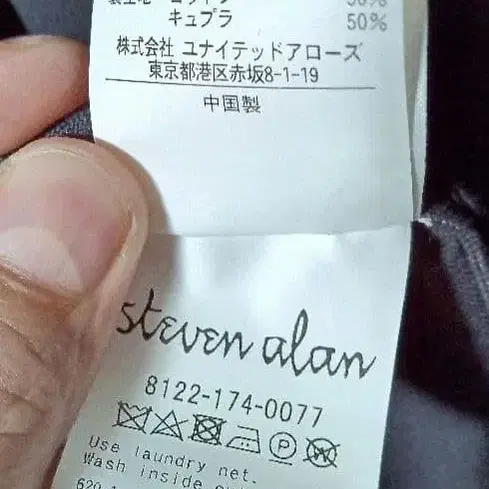 キュプラ 50%
株式会社 ユナイテッドアローズ
東京都港区赤坂8-1-19
中国製
steven alan
8122-174-0077
Use laundry net.
Wash inside